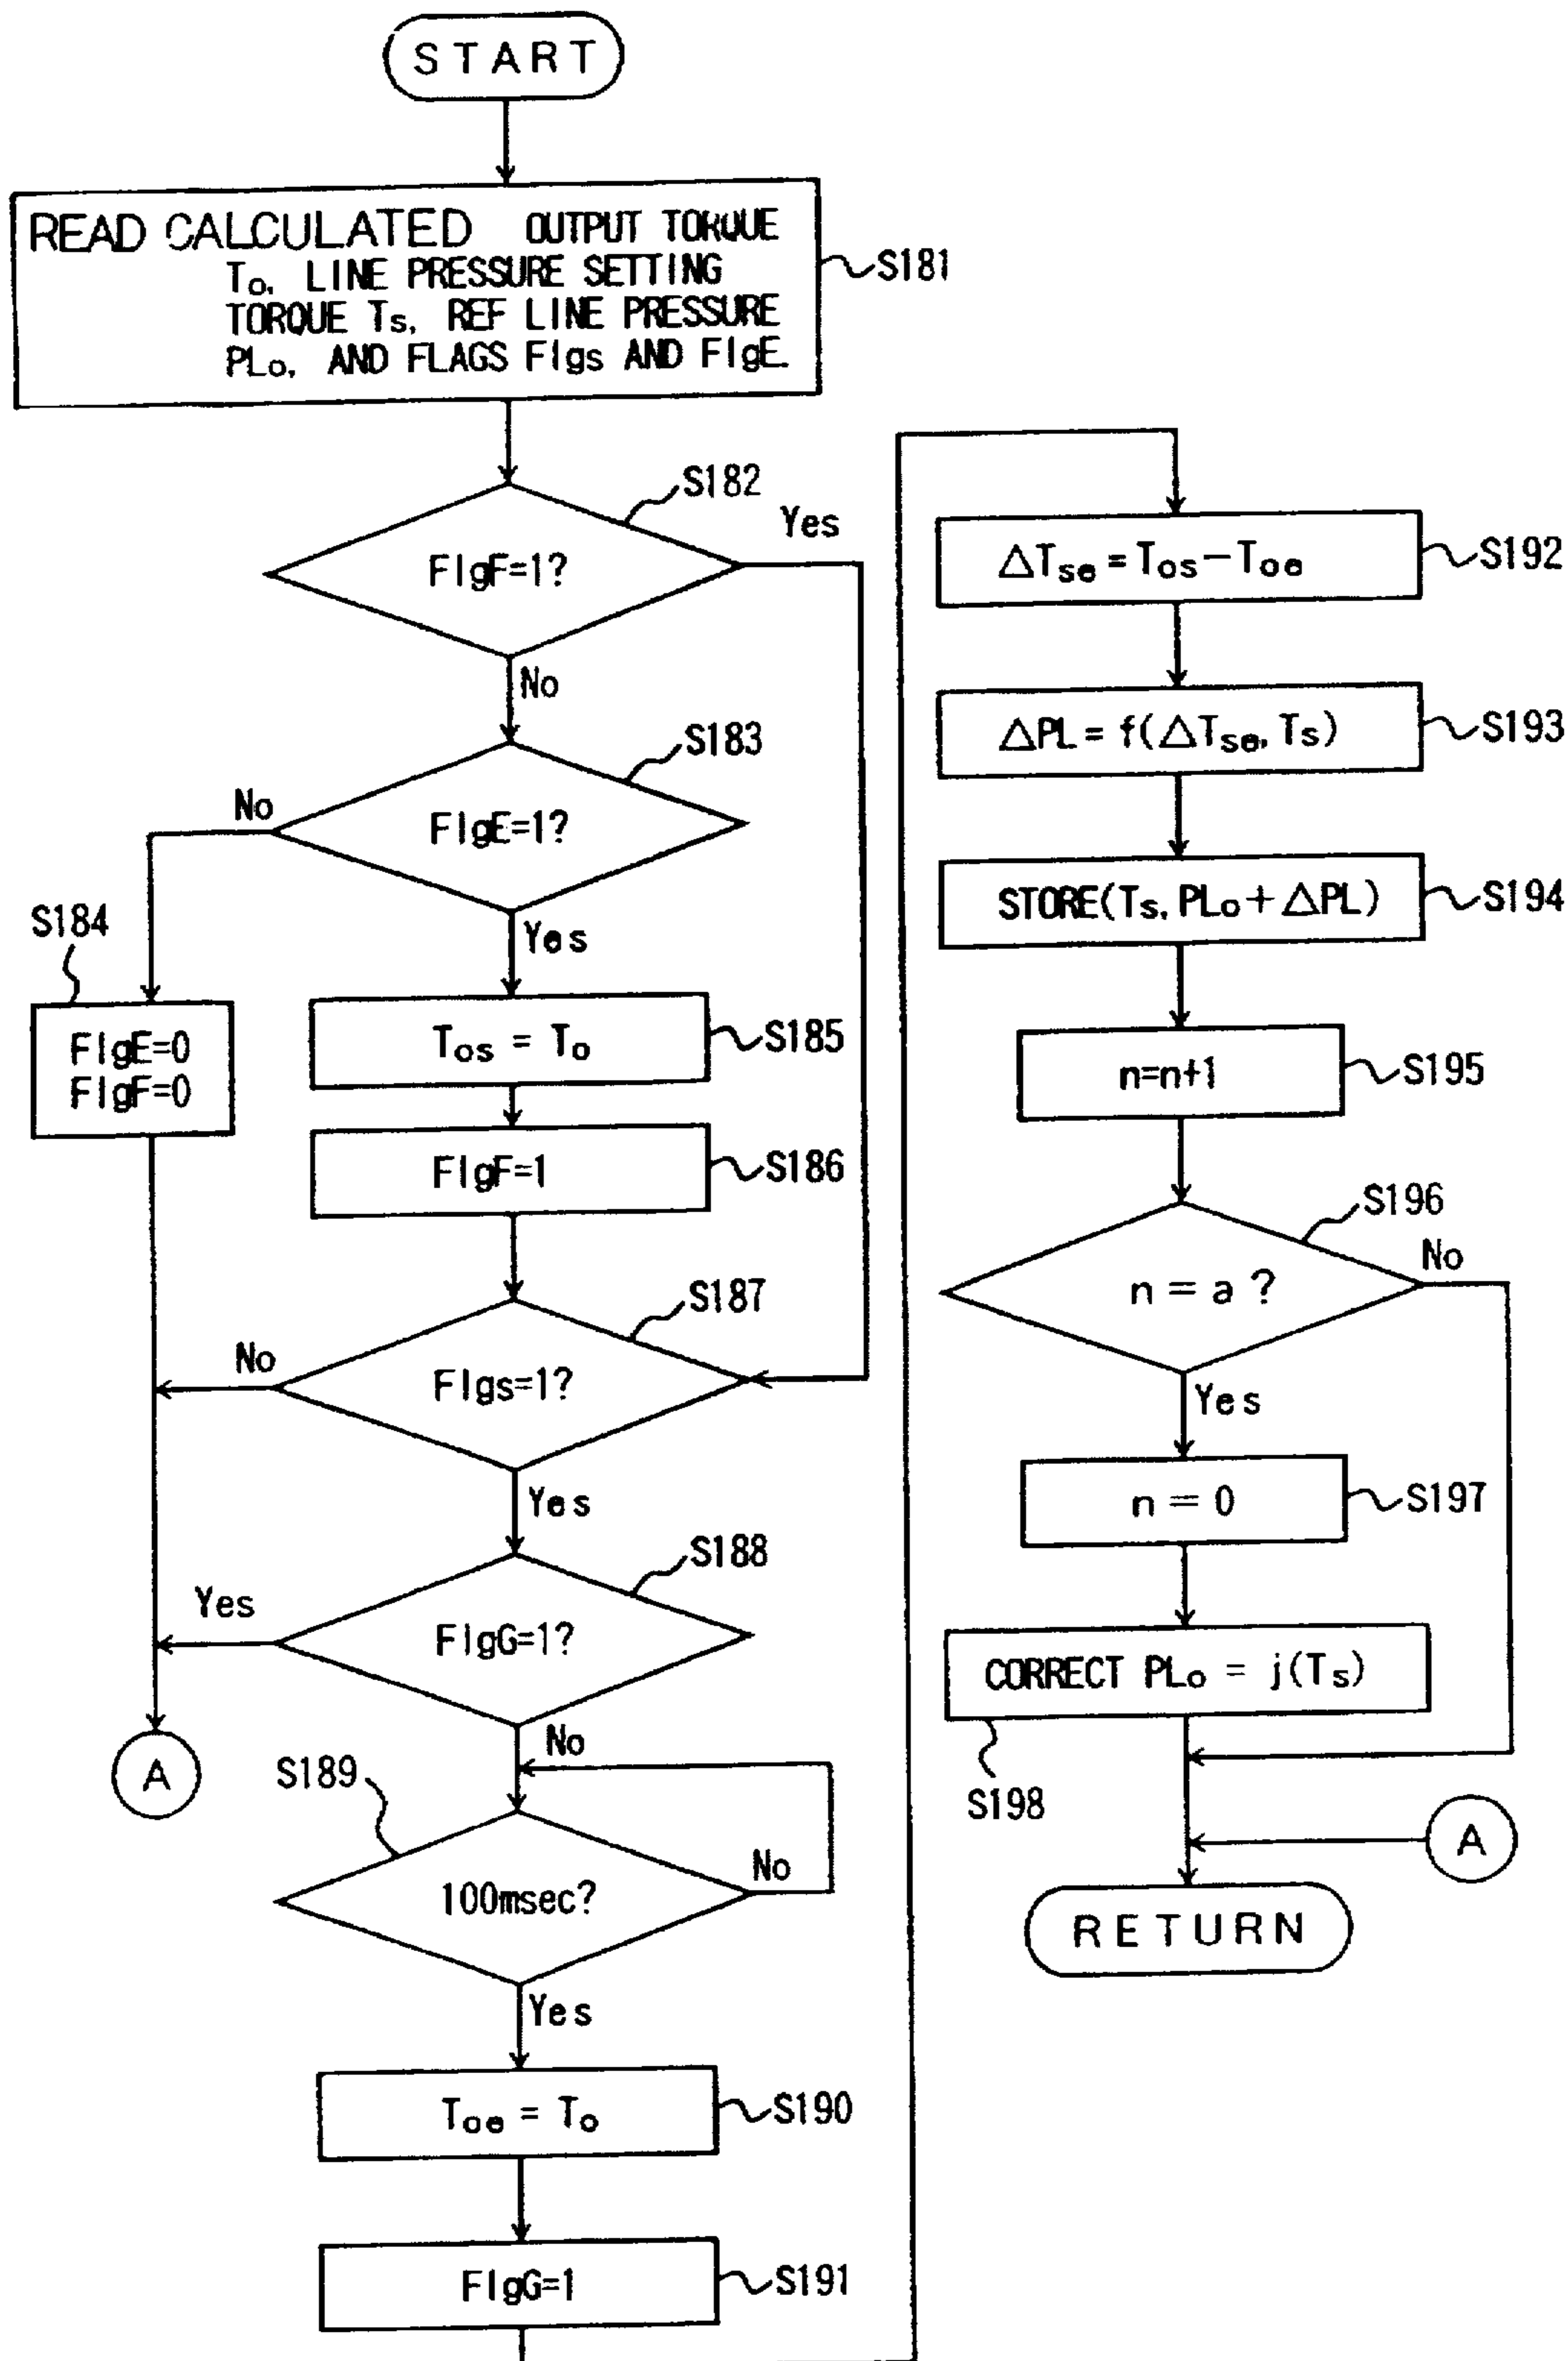 START
READ CALCULATED OUTPUT TORQUE
To, LINE PRESSURE SETTING
TORQUE Ts, REF LINE PRESSURE
PLo, AND FLAGS Flgs AND FlgE.
S181
S182
FlgF=1?
Yes
No
S183
FlgE=1?
No
Yes
S184
FlgE=0
FlgF=0
Tos = To
S185
FlgF=1
S186
S187
Flgs=1?
No
Yes
S188
FlgG=1?
Yes
No
A
S189
100msec?
No
Yes
Toe = To
S190
FlgG=1
S191
△Tse = Tos − Toe
S192
△PL = f(△Tse, Ts)
S193
STORE(Ts, PLo + △PL)
S194
n=n+1
S195
S196
n = a ?
No
Yes
n = 0
S197
CORRECT PLo = j(Ts)
S198
A
RETURN